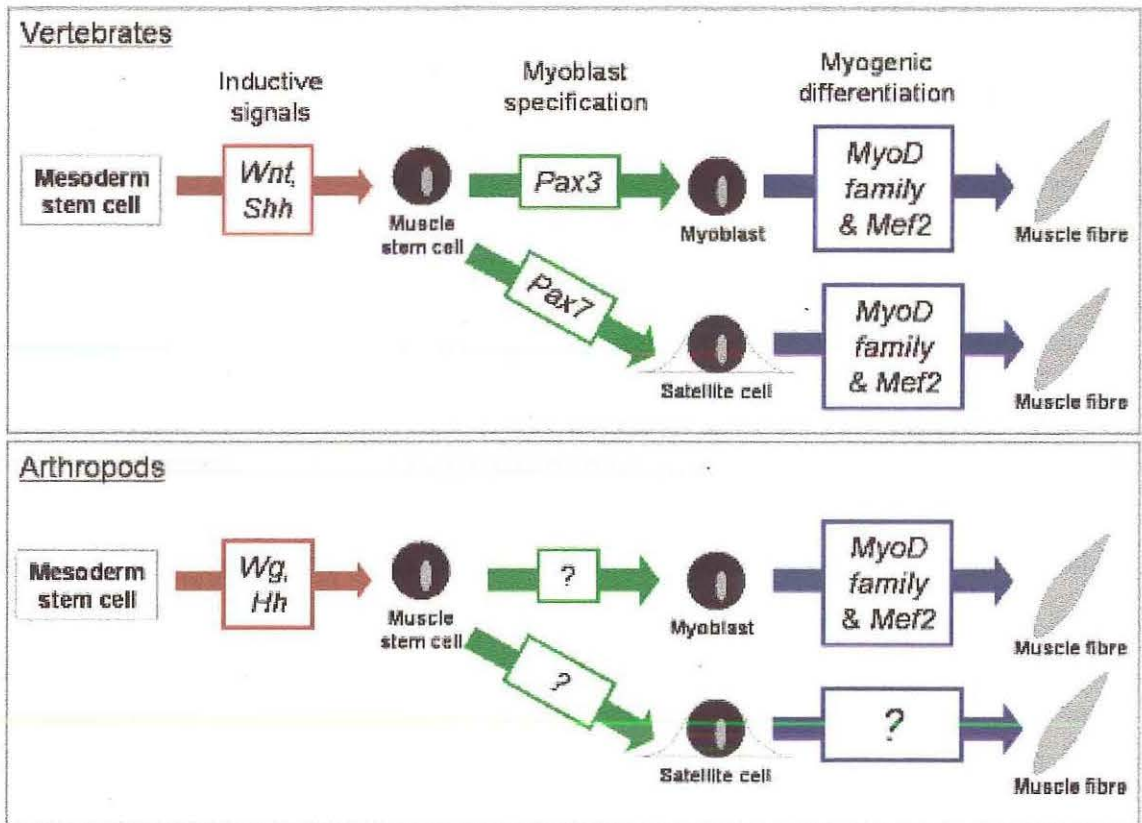 Vertebrates
Inductive
signals
Myoblast
specification
Myogenic
differentiation
Mesoderm
stem cell
Wnt,
Shh
Muscle
stem cell
Pax3
Myoblast
MyoD
family
& Mef2
Muscle fibre
Pax7
Satellite cell
MyoD
family
& Mef2
Muscle fibre
Arthropods
Mesoderm
stem cell
Wg,
Hh
Muscle
stem cell
?
Myoblast
MyoD
family
& Mef2
Muscle fibre
?
Satellite cell
?
Muscle fibre